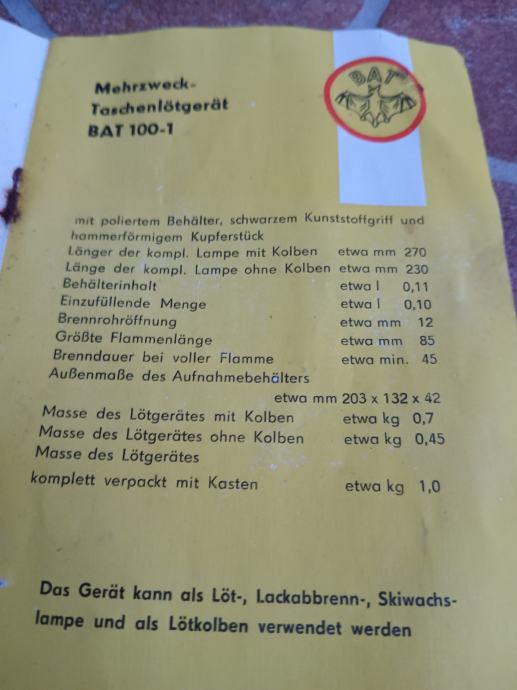 BAT
Mehrzweck-
Taschenlötgerät
BAT 100-1
mit poliertem Behälter, schwarzem Kunststoffgriff und
hammerförmigem Kupferstück
Länger der kompl. Lampe mit Kolben etwa mm 270
Länge der kompl. Lampe ohne Kolben etwa mm 230
Behälterinhalt etwa l 0,11
Einzufüllende Menge etwa l 0,10
Brennrohröffnung etwa mm 12
Größte Flammenlänge etwa mm 85
Brenndauer bei voller Flamme etwa min. 45
Außenmaße des Aufnahmebehälters
etwa mm 203 x 132 x 42
Masse des Lötgerätes mit Kolben etwa kg 0,7
Masse des Lötgerätes ohne Kolben etwa kg 0,45
Masse des Lötgerätes
komplett verpackt mit Kasten etwa kg 1,0
Das Gerät kann als Löt-, Lackabbrenn-, Skiwachs-
lampe und als Lötkolben verwendet werden